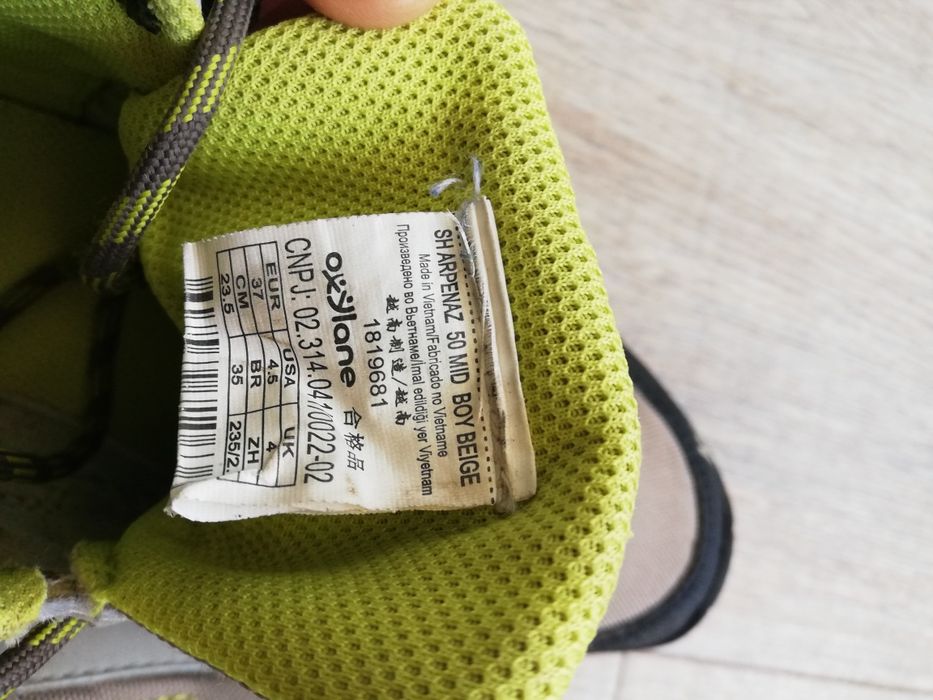 SHARPENAZ 50 MID BOY BEIGE
Made in Vietnam/Fabricado no Vietname
Произведено во Вьетнаме/Imal edildiği yer Viyetnam
越南制造/越南
1819681
oxylane 合格品
CNPJ: 02.314.041/0022-02
EUR USA UK
37 4.5 4
CM BR ZH
23.5 35 235/2.